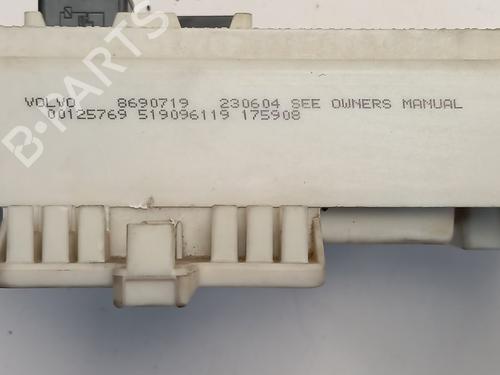 B-PARTS
VOLVO 8690719 230604 SEE OWNERS MANUAL
00125769 519096119 175908